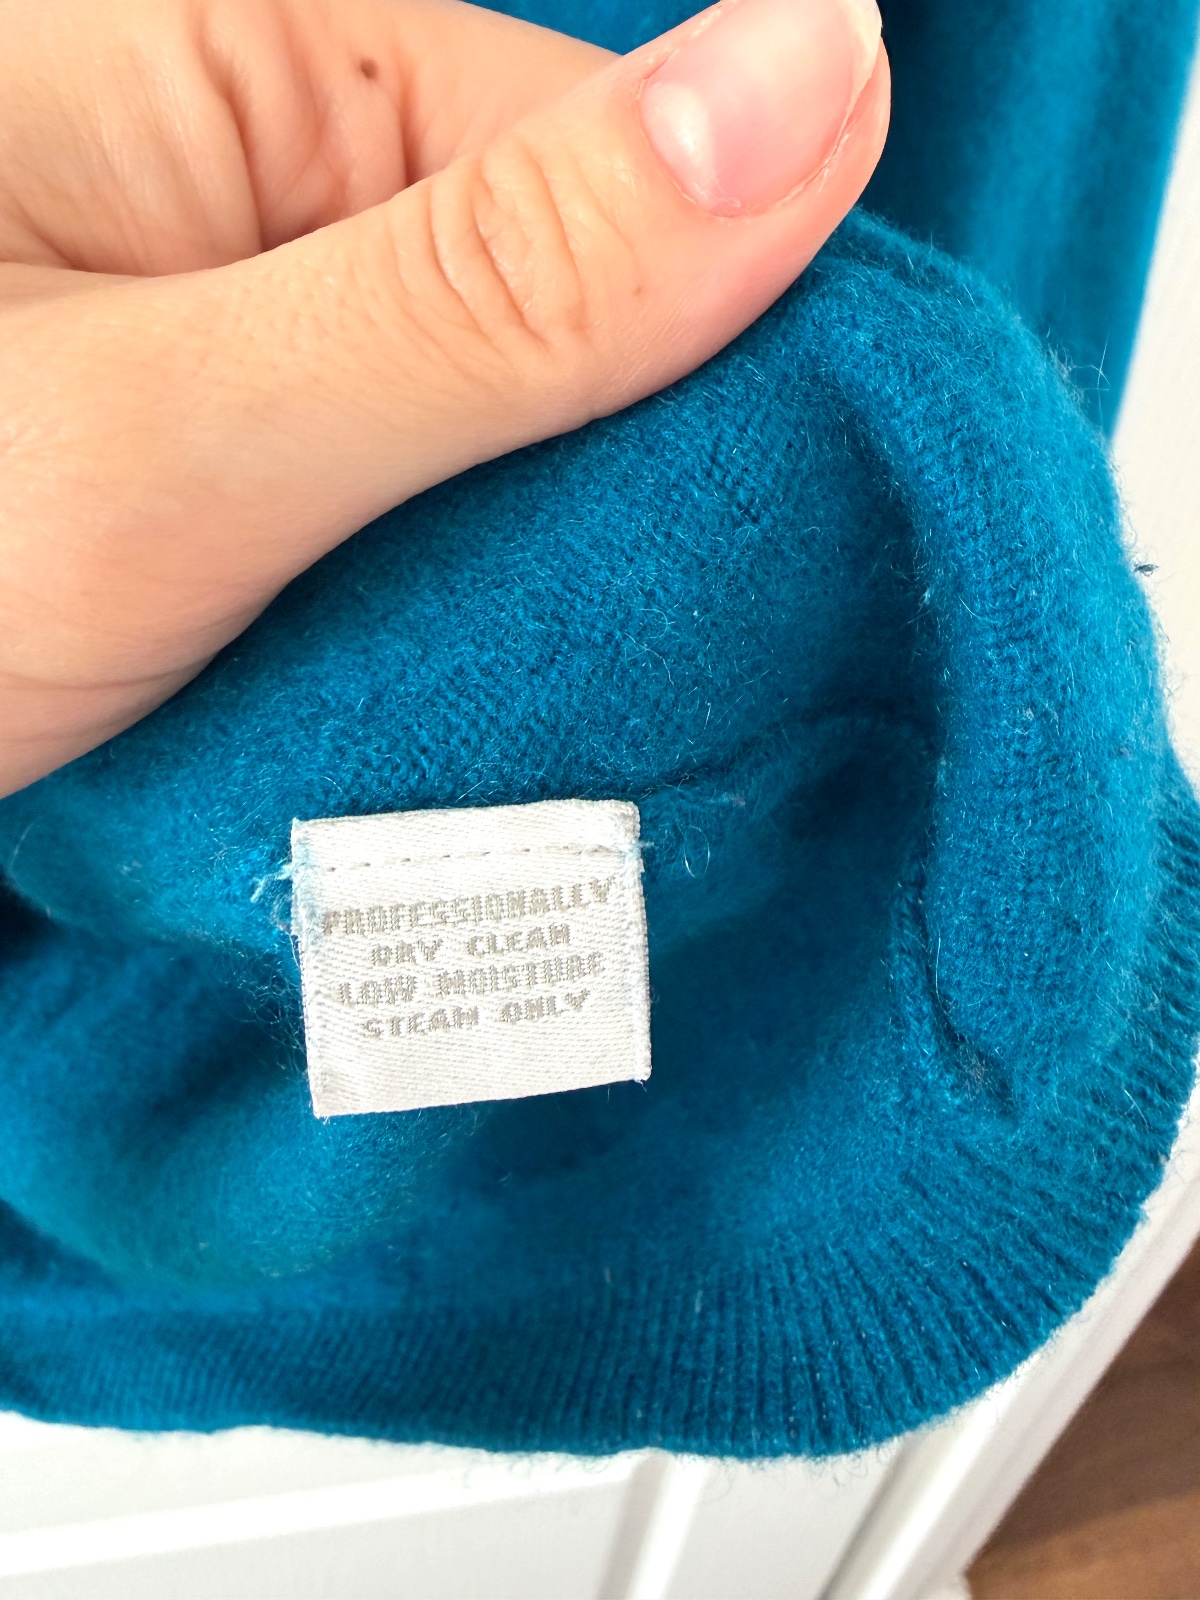 PROFESSIONALLY
DRY CLEAN
LOW MOISTURE
STEAM ONLY